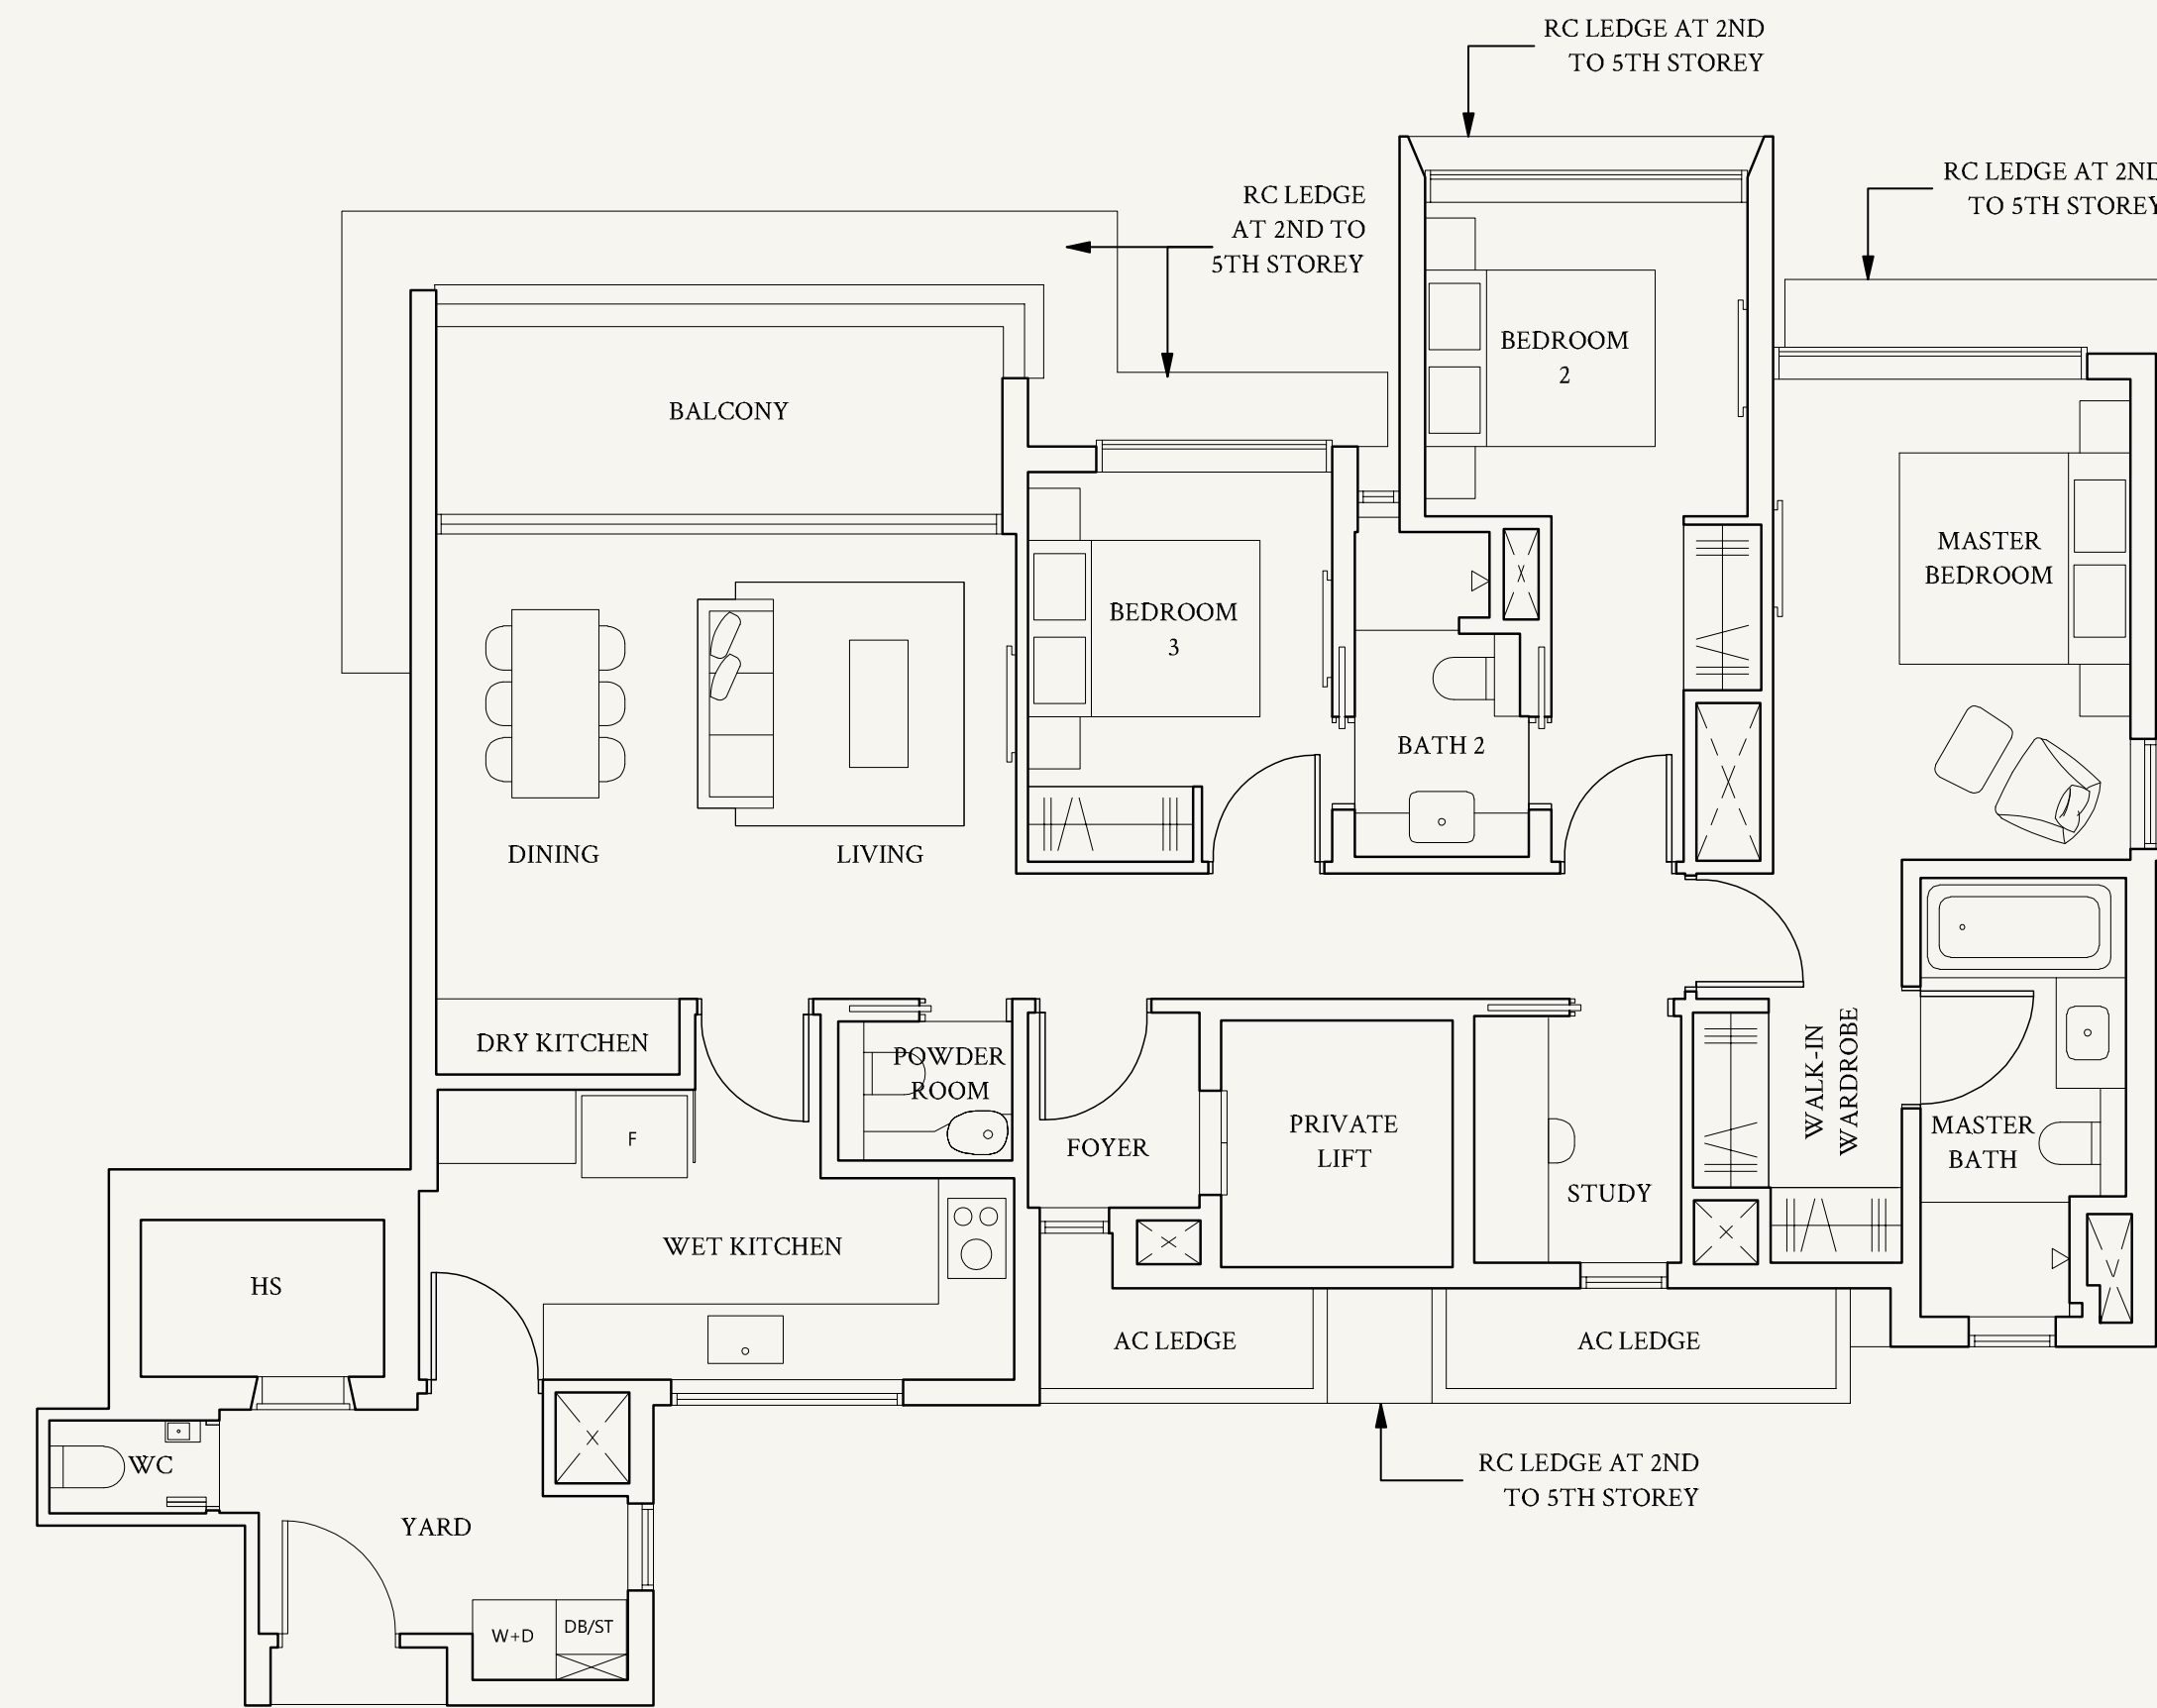 RC LEDGE AT 2ND
TO 5TH STOREY
RC LEDGE AT 2ND
TO 5TH STOREY
RC LEDGE
AT 2ND TO
5TH STOREY
BEDROOM
2
BALCONY
MASTER
BEDROOM
BEDROOM
3
BATH 2
DINING
LIVING
DRY KITCHEN
POWDER
ROOM
WALK-IN
WARDROBE
F
FOYER
PRIVATE
LIFT
MASTER
BATH
STUDY
WET KITCHEN
HS
AC LEDGE
AC LEDGE
WC
RC LEDGE AT 2ND
TO 5TH STOREY
YARD
W+D
DB/ST